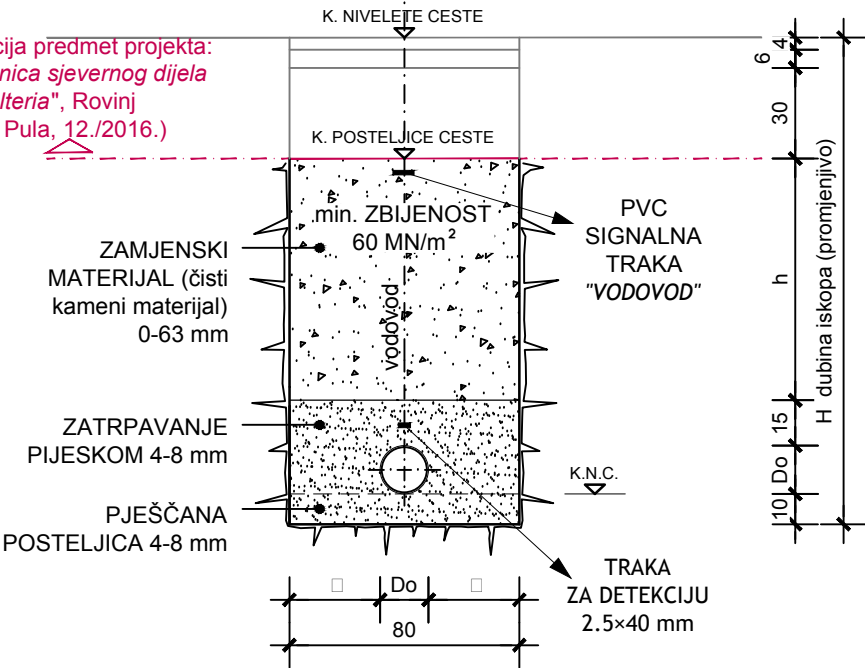 K. NIVELETE CESTE
cija predmet projekta:
nica sjevernog dijela
lteria", Rovinj
Pula, 12./2016.)
K. POSTELJICE CESTE
min. ZBIJENOST
60 MN/m²
vodovod
ZAMJENSKI
MATERIJAL (čisti
kameni materijal)
0-63 mm
ZATRPAVANJE
PIJESKOM 4-8 mm
PJEŠČANA
POSTELJICA 4-8 mm
PVC
SIGNALNA
TRAKA
"VODOVOD"
K.N.C.
TRAKA
ZA DETEKCIJU
2.5×40 mm
4
6
30
h
15
Do
10
H dubina iskopa (promjenjivo)
Do
80